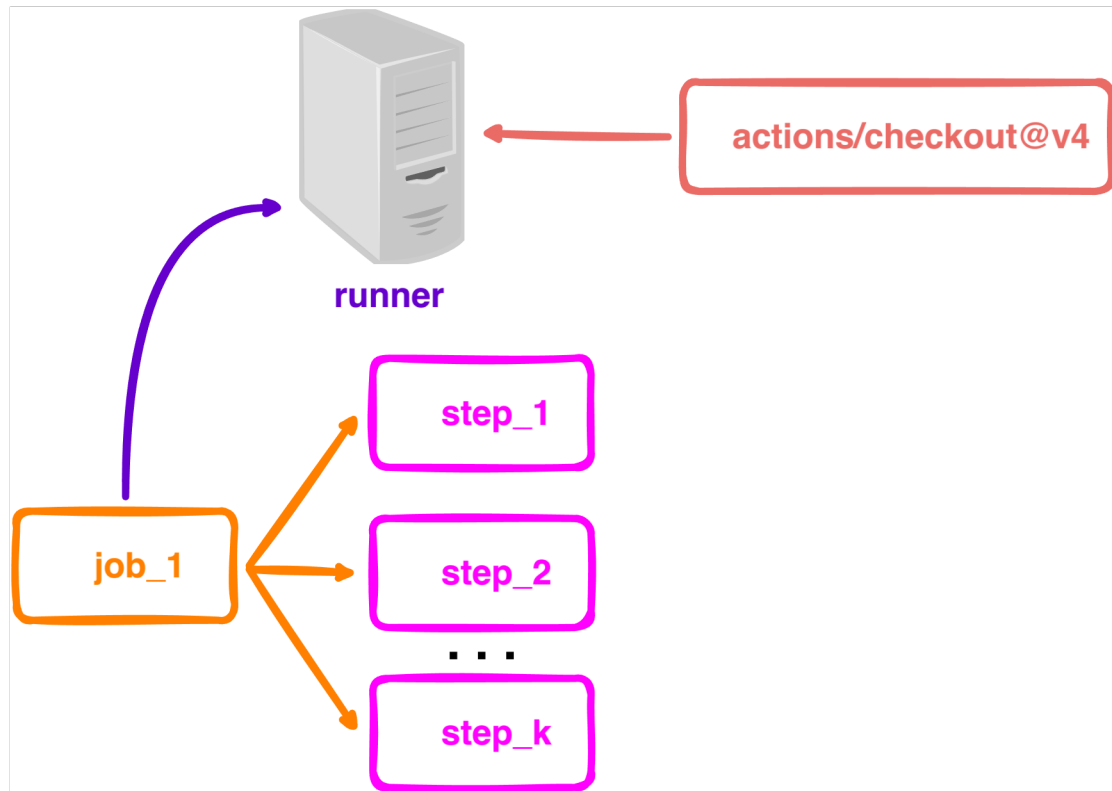 actions/checkout@v4
runner
step_1
job_1
step_2
. . .
step_k